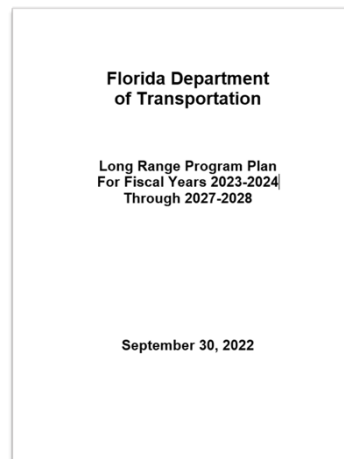 Florida Department
of Transportation
Long Range Program Plan
For Fiscal Years 2023-2024
Through 2027-2028
September 30, 2022